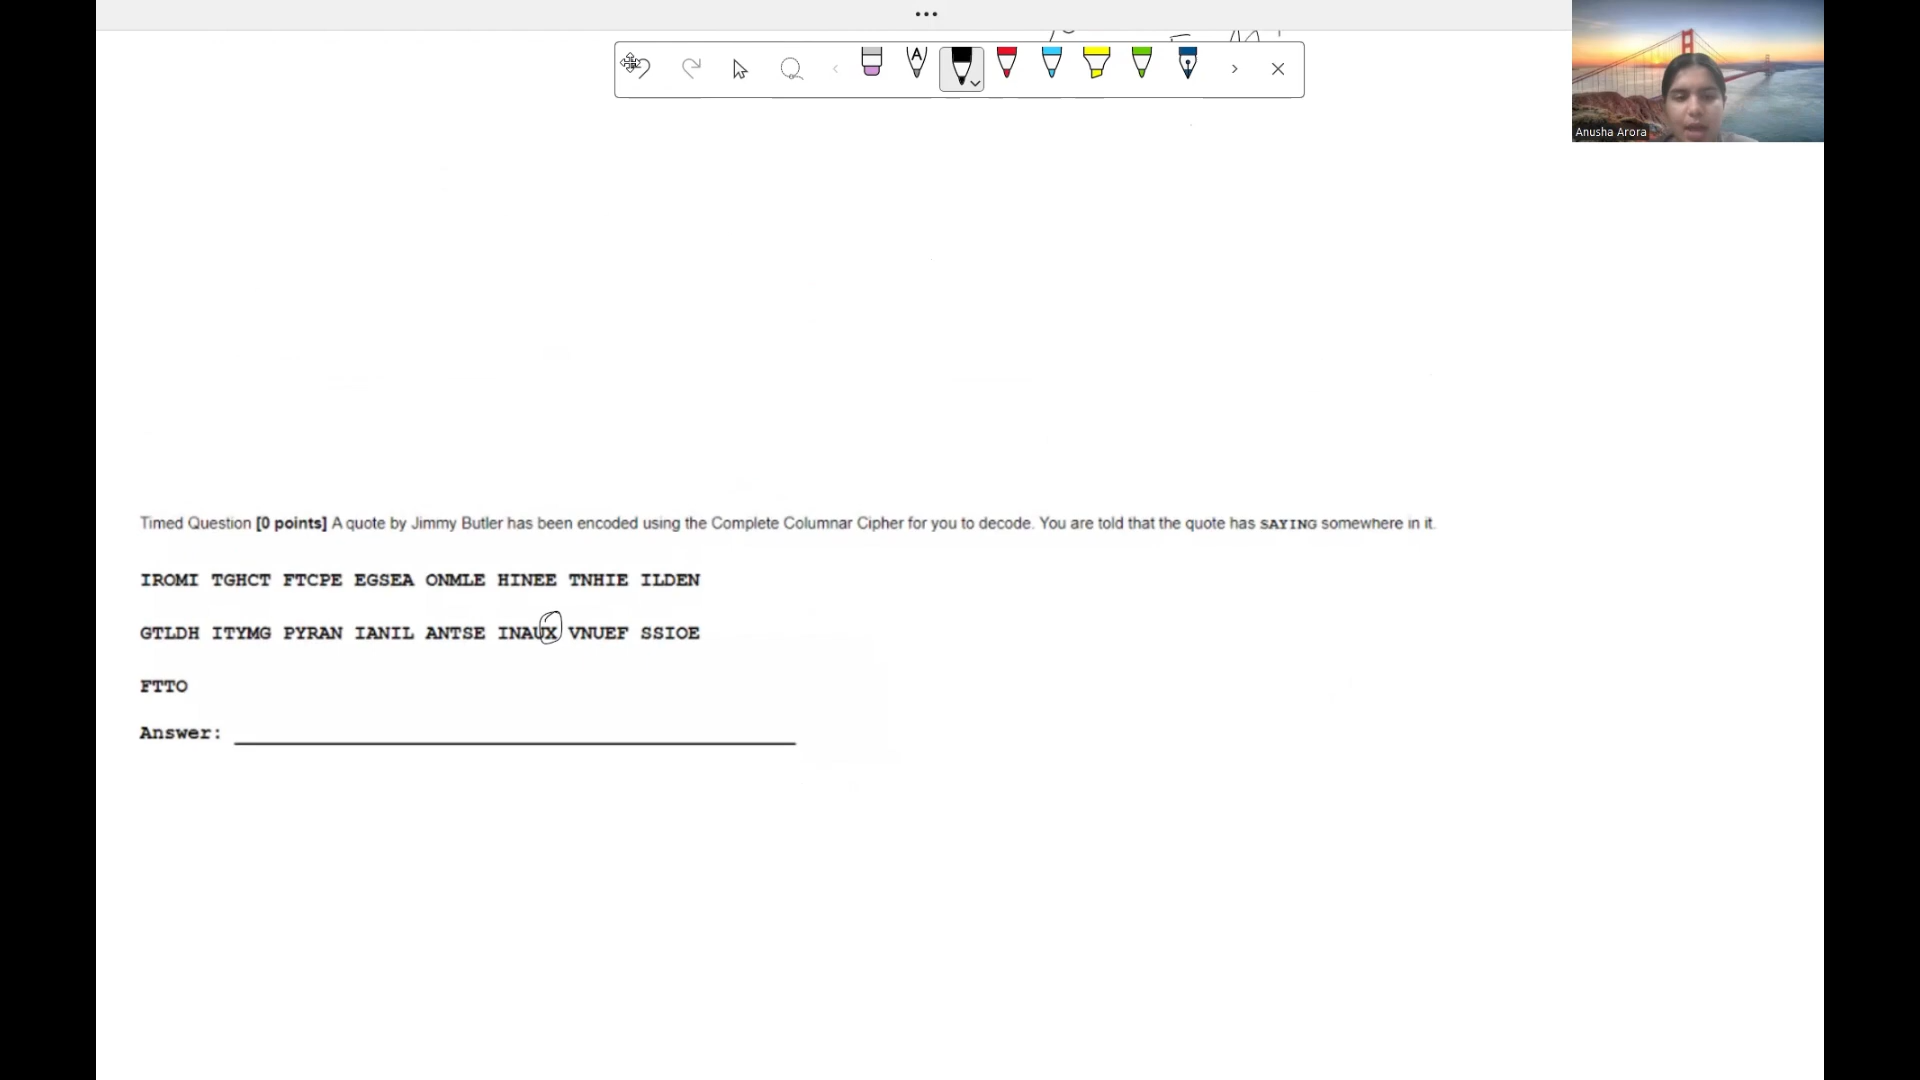 Anusha Arora
Timed Question [0 points] A quote by Jimmy Butler has been encoded using the Complete Columnar Cipher for you to decode. You are told that the quote has SAYING somewhere in it.
IROMI TGHCT FTCPE EGSEA ONMLE HINEE TNHIE ILDEN
GTLDH ITYMG PYRAN IANIL ANTSE INAUX VNUEF SSIOE
FTTO
Answer: